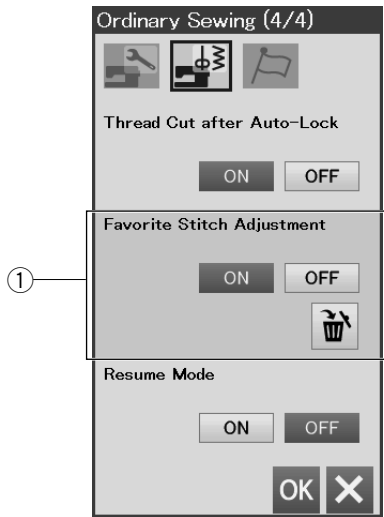 Ordinary Sewing (4/4)
Thread Cut after Auto-Lock
ON OFF
Favorite Stitch Adjustment
① ON OFF
Resume Mode
ON OFF
OK X